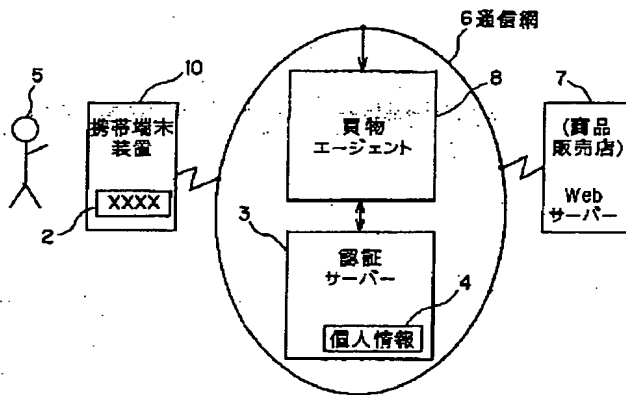 6通信網
5
10
8
7
携帯端末
装置
XXXX
2
買物
エージェント
(商品
販売店)
Web
サーバー
3
認証
サーバー
4
個人情報